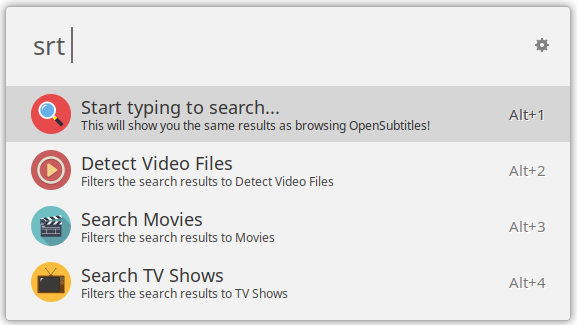 srt
Start typing to search...
This will show you the same results as browsing OpenSubtitles!
Alt+1
Detect Video Files
Filters the search results to Detect Video Files
Alt+2
Search Movies
Filters the search results to Movies
Alt+3
Search TV Shows
Filters the search results to TV Shows
Alt+4